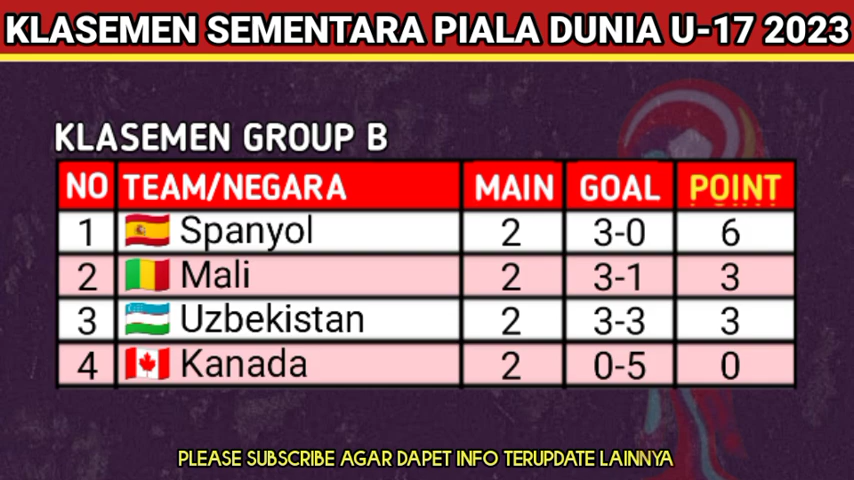 KLASEMEN SEMENTARA PIALA DUNIA U-17 2023
KLASEMEN GROUP B
NO TEAM/NEGARA MAIN GOAL POINT
1 Spanyol 2 3-0 6
2 Mali 2 3-1 3
3 Uzbekistan 2 3-3 3
4 Kanada 2 0-5 0
PLEASE SUBSCRIBE AGAR DAPET INFO TERUPDATE LAINNYA